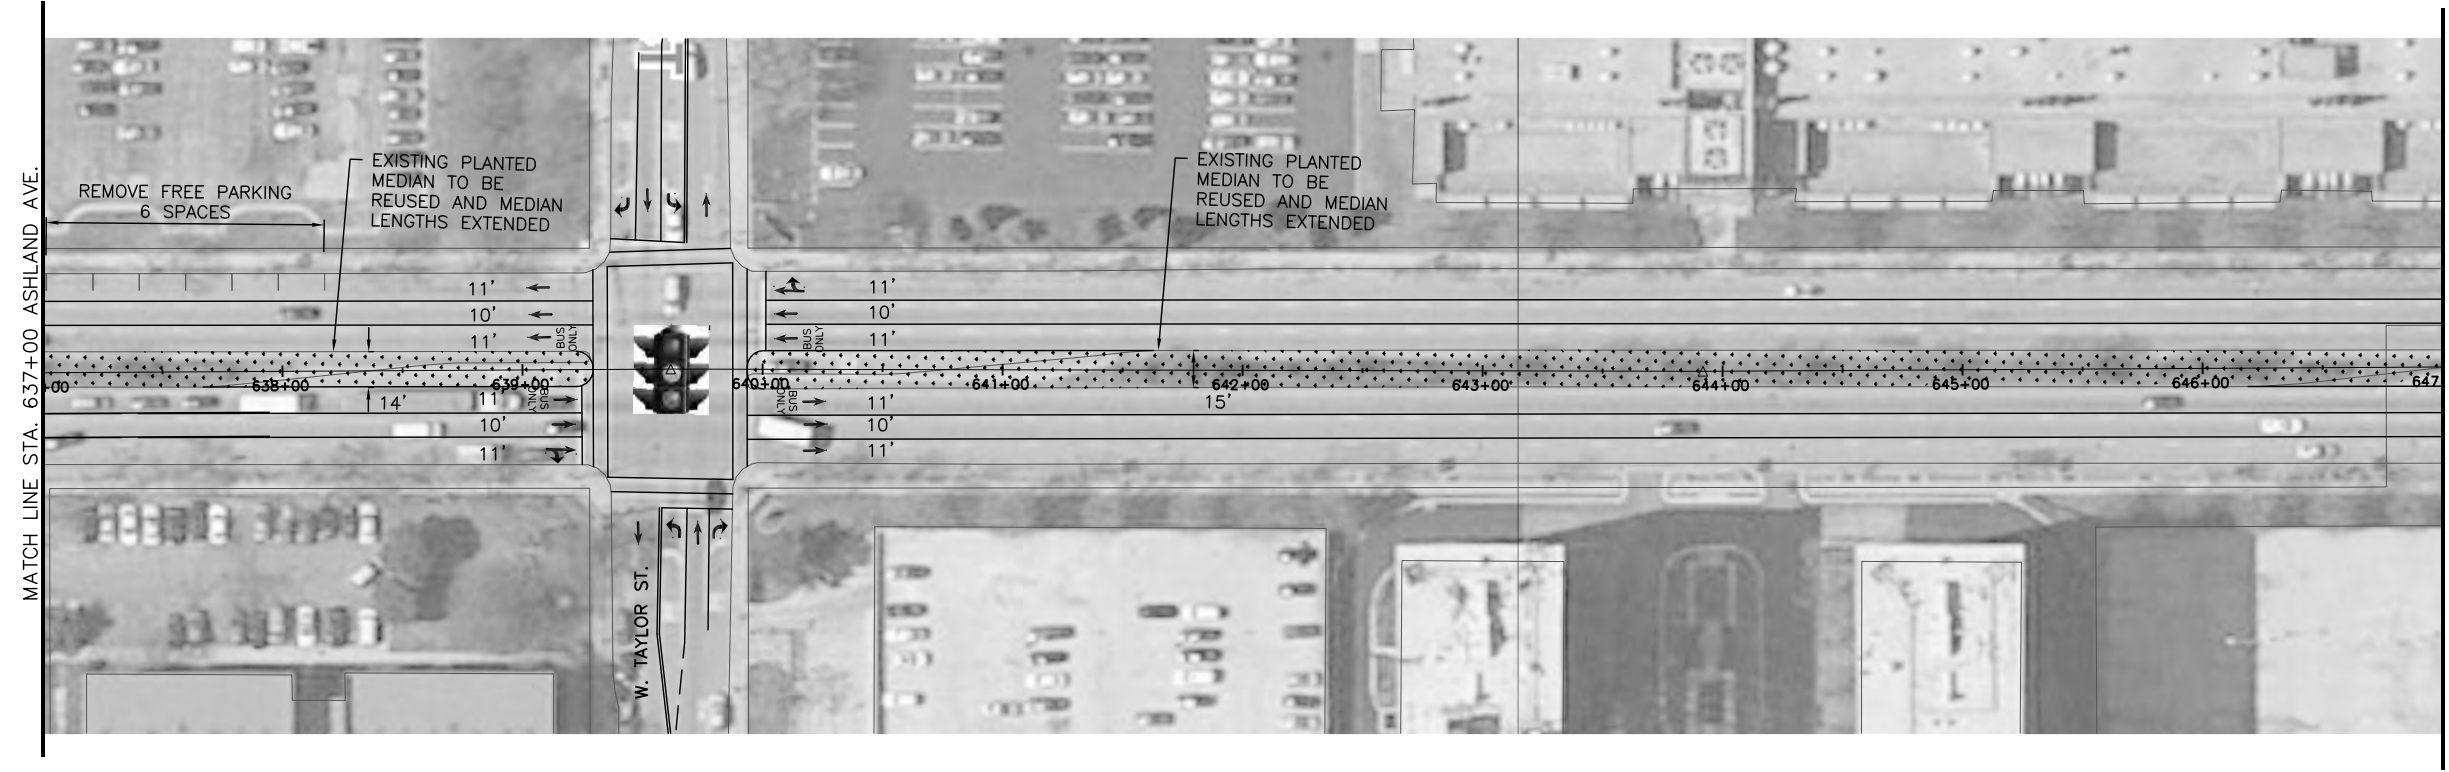 MATCH LINE STA. 637+00 ASHLAND AVE.
REMOVE FREE PARKING
6 SPACES
EXISTING PLANTED
MEDIAN TO BE
REUSED AND MEDIAN
LENGTHS EXTENDED
EXISTING PLANTED
MEDIAN TO BE
REUSED AND MEDIAN
LENGTHS EXTENDED
11'
11'
10'
10'
11'
BUS
ONLY
BUS
ONLY
11'
+00
638+00
639+00
640+00
641+00
642+00
643+00
644+00
645+00
646+00
647
14'
11'
BUS
ONLY
BUS
ONLY
11'
15'
10'
10'
11'
11'
W. TAYLOR ST.